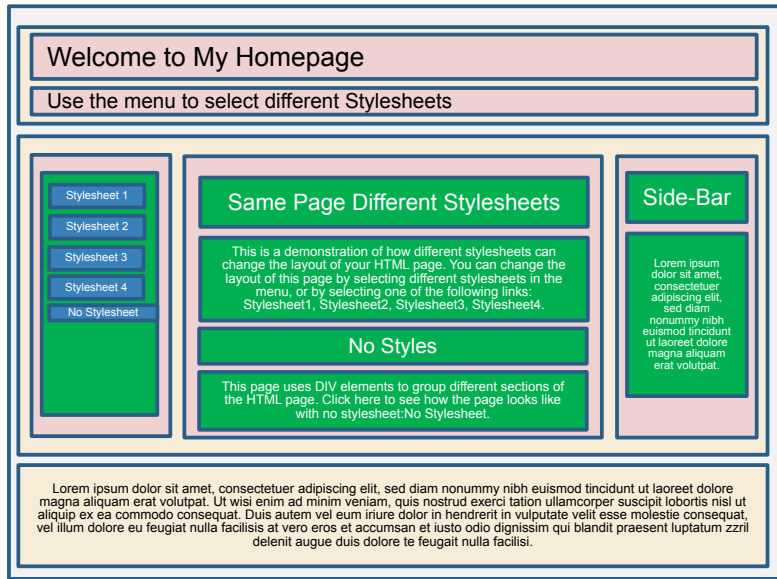 Welcome to My Homepage
Use the menu to select different Stylesheets
Stylesheet 1
Stylesheet 2
Stylesheet 3
Stylesheet 4
No Stylesheet
Same Page Different Stylesheets
This is a demonstration of how different stylesheets can
change the layout of your HTML page. You can change the
layout of this page by selecting different stylesheets in the
menu, or by selecting one of the following links:
Stylesheet1, Stylesheet2, Stylesheet3, Stylesheet4.
No Styles
This page uses DIV elements to group different sections of
the HTML page. Click here to see how the page looks like
with no stylesheet:No Stylesheet.
Side-Bar
Lorem ipsum
dolor sit amet,
consectetuer
adipiscing elit,
sed diam
nonummy nibh
euismod tincidunt
ut laoreet dolore
magna aliquam
erat volutpat.
Lorem ipsum dolor sit amet, consectetuer adipiscing elit, sed diam nonummy nibh euismod tincidunt ut laoreet dolore
magna aliquam erat volutpat. Ut wisi enim ad minim veniam, quis nostrud exerci tation ullamcorper suscipit lobortis nisl ut
aliquip ex ea commodo consequat. Duis autem vel eum iriure dolor in hendrerit in vulputate velit esse molestie consequat,
vel illum dolore eu feugiat nulla facilisis at vero eros et accumsan et iusto odio dignissim qui blandit praesent luptatum zzril
delenit augue duis dolore te feugait nulla facilisi.